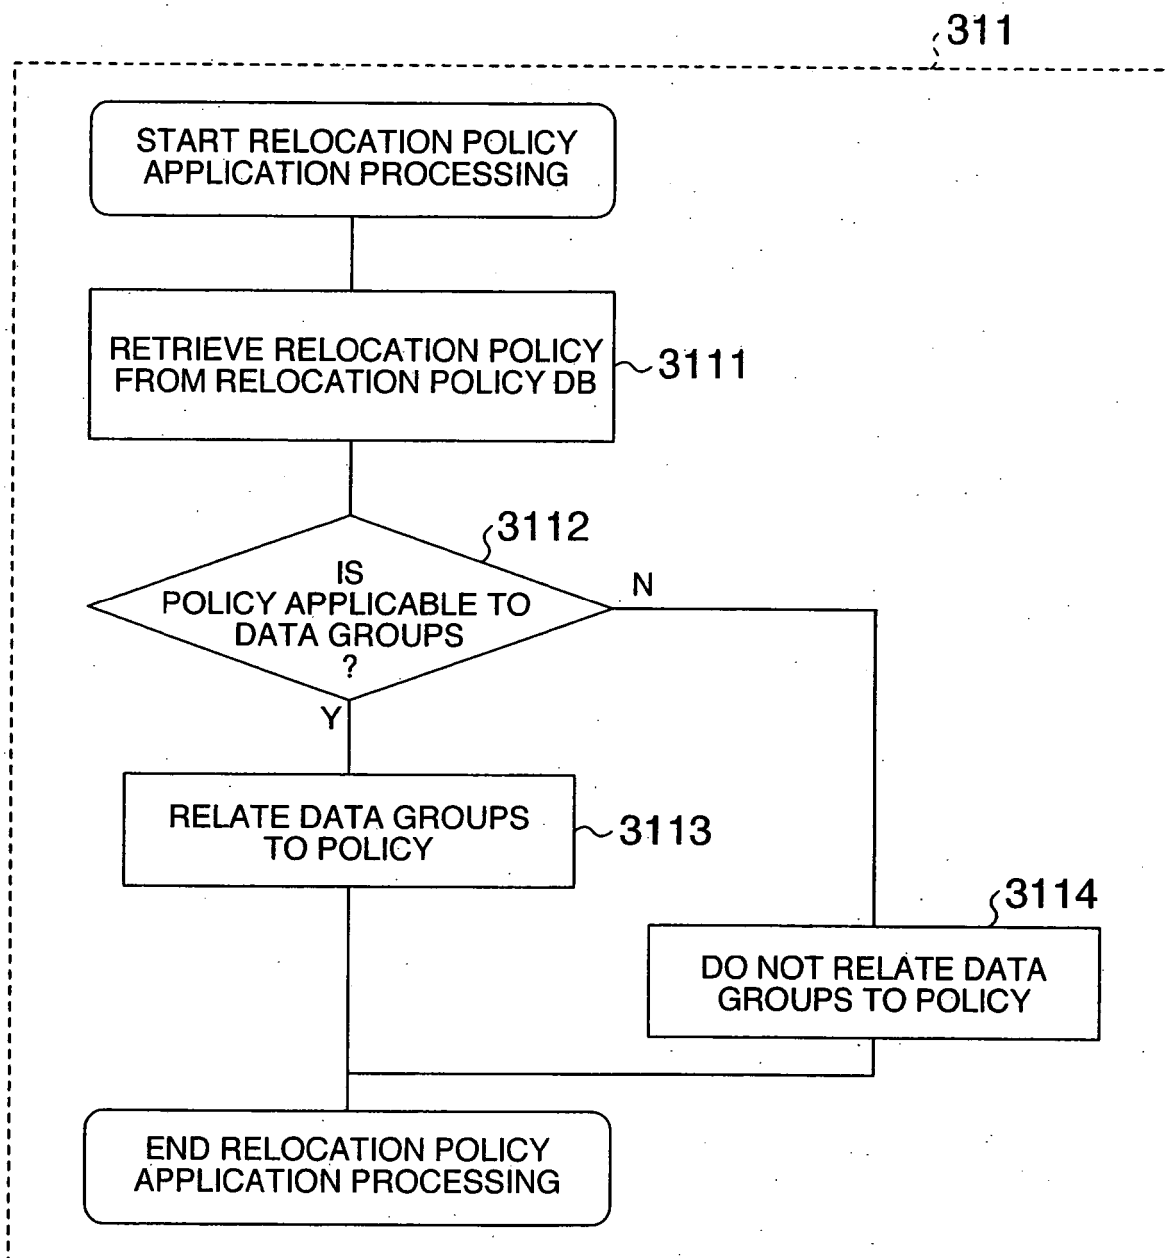 311
START RELOCATION POLICY
APPLICATION PROCESSING
RETRIEVE RELOCATION POLICY
FROM RELOCATION POLICY DB
3111
3112
IS
POLICY APPLICABLE TO
DATA GROUPS
?
N
Y
RELATE DATA GROUPS
TO POLICY
3113
3114
DO NOT RELATE DATA
GROUPS TO POLICY
END RELOCATION POLICY
APPLICATION PROCESSING